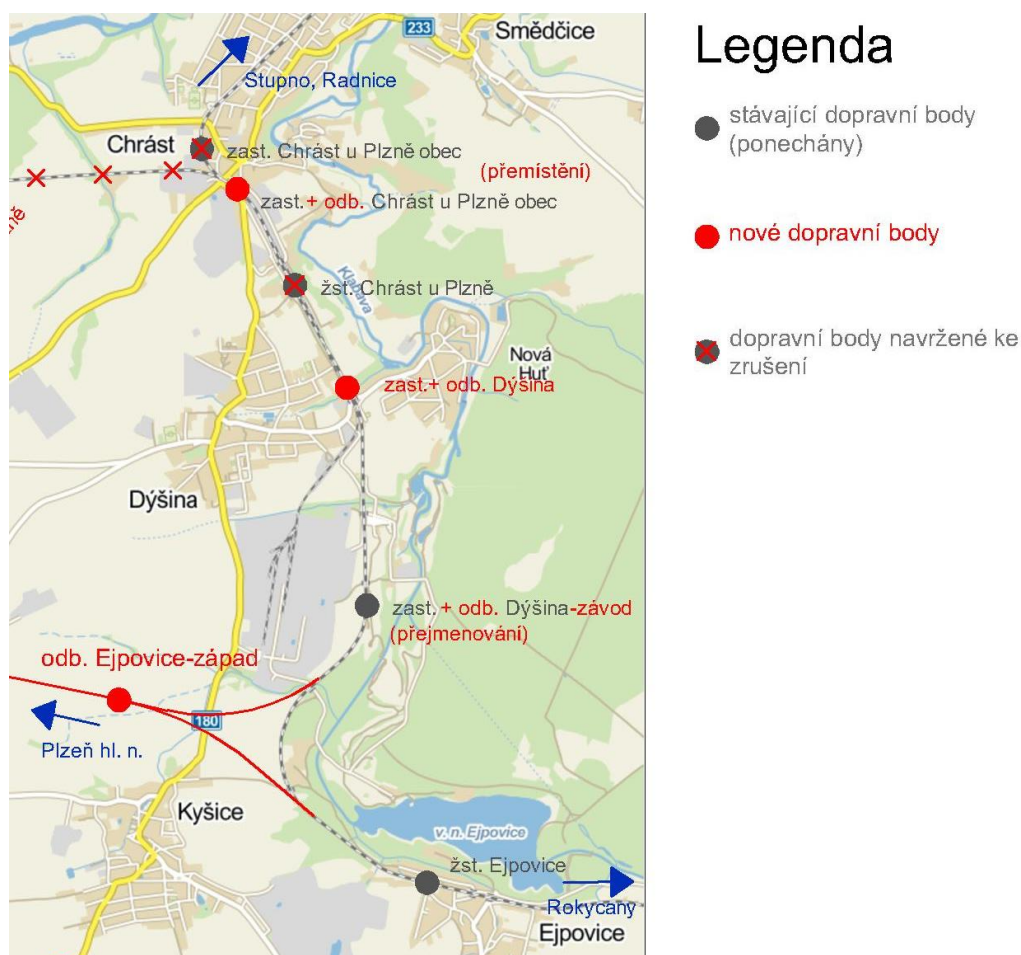 233
Smědčice
Stupno, Radnice
Chrást
zast. Chrást u Plzně obec
(přemístění)
zast.+ odb. Chrást u Plzně obec
žst. Chrást u Plzně
Klabava
Nová
Huť
zast.+ odb. Dýšina
Dýšina
zast. + odb. Dýšina-závod
(přejmenování)
odb. Ejpovice-západ
180
Plzeň hl. n.
Kyšice
v. n. Ejpovice
žst. Ejpovice
Rokycany
Ejpovice
Legenda
stávající dopravní body
(ponechány)
nové dopravní body
dopravní body navržené ke
zrušení